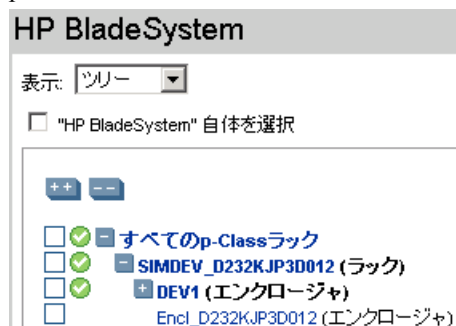 HP BladeSystem
表示: ツリー
"HP BladeSystem" 自体を選択
++ --
すべてのp-Classラック
SIMDEV_D232KJP3D012 (ラック)
DEV1 (エンクロージャ)
Encl_D232KJP3D012 (エンクロージャ)